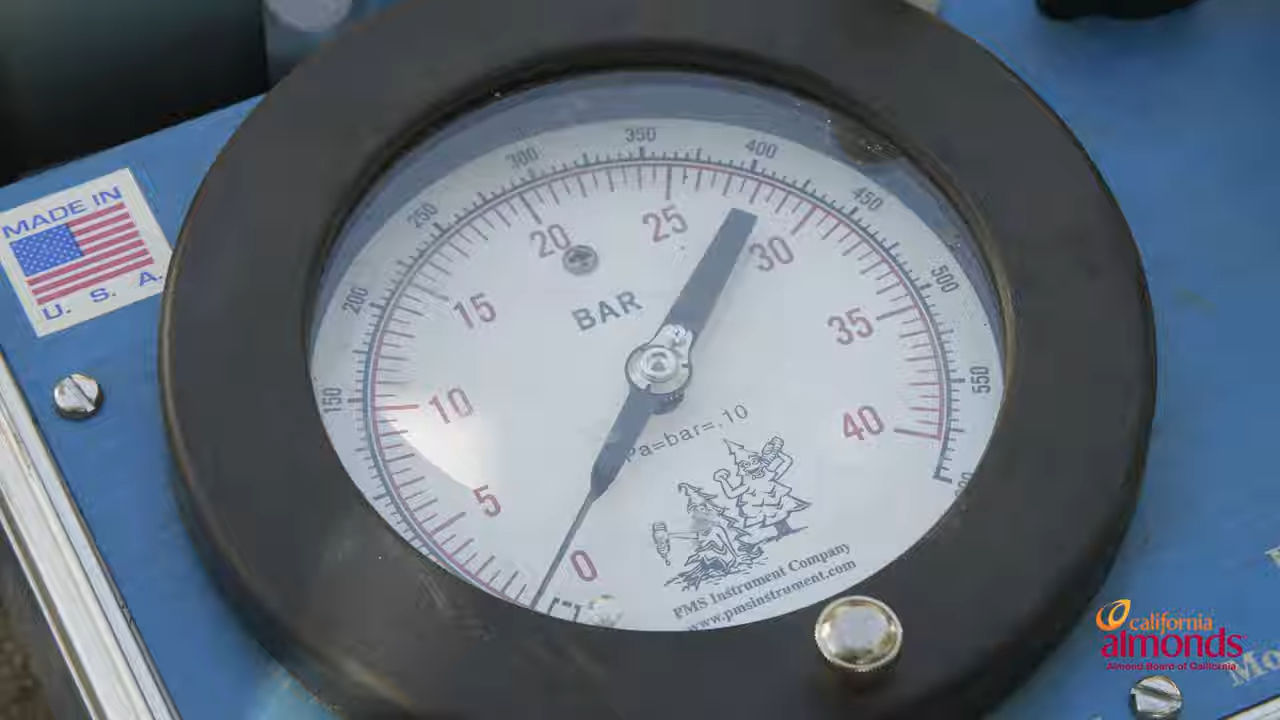 MADE IN
U. S. A.
150
200
250
300
350
400
450
500
550
0
5
10
15
20
25
30
35
40
BAR
Pa=bar=.10
PMS Instrument Company
www.pmsinstrument.com
california
almonds
Almond Board of California